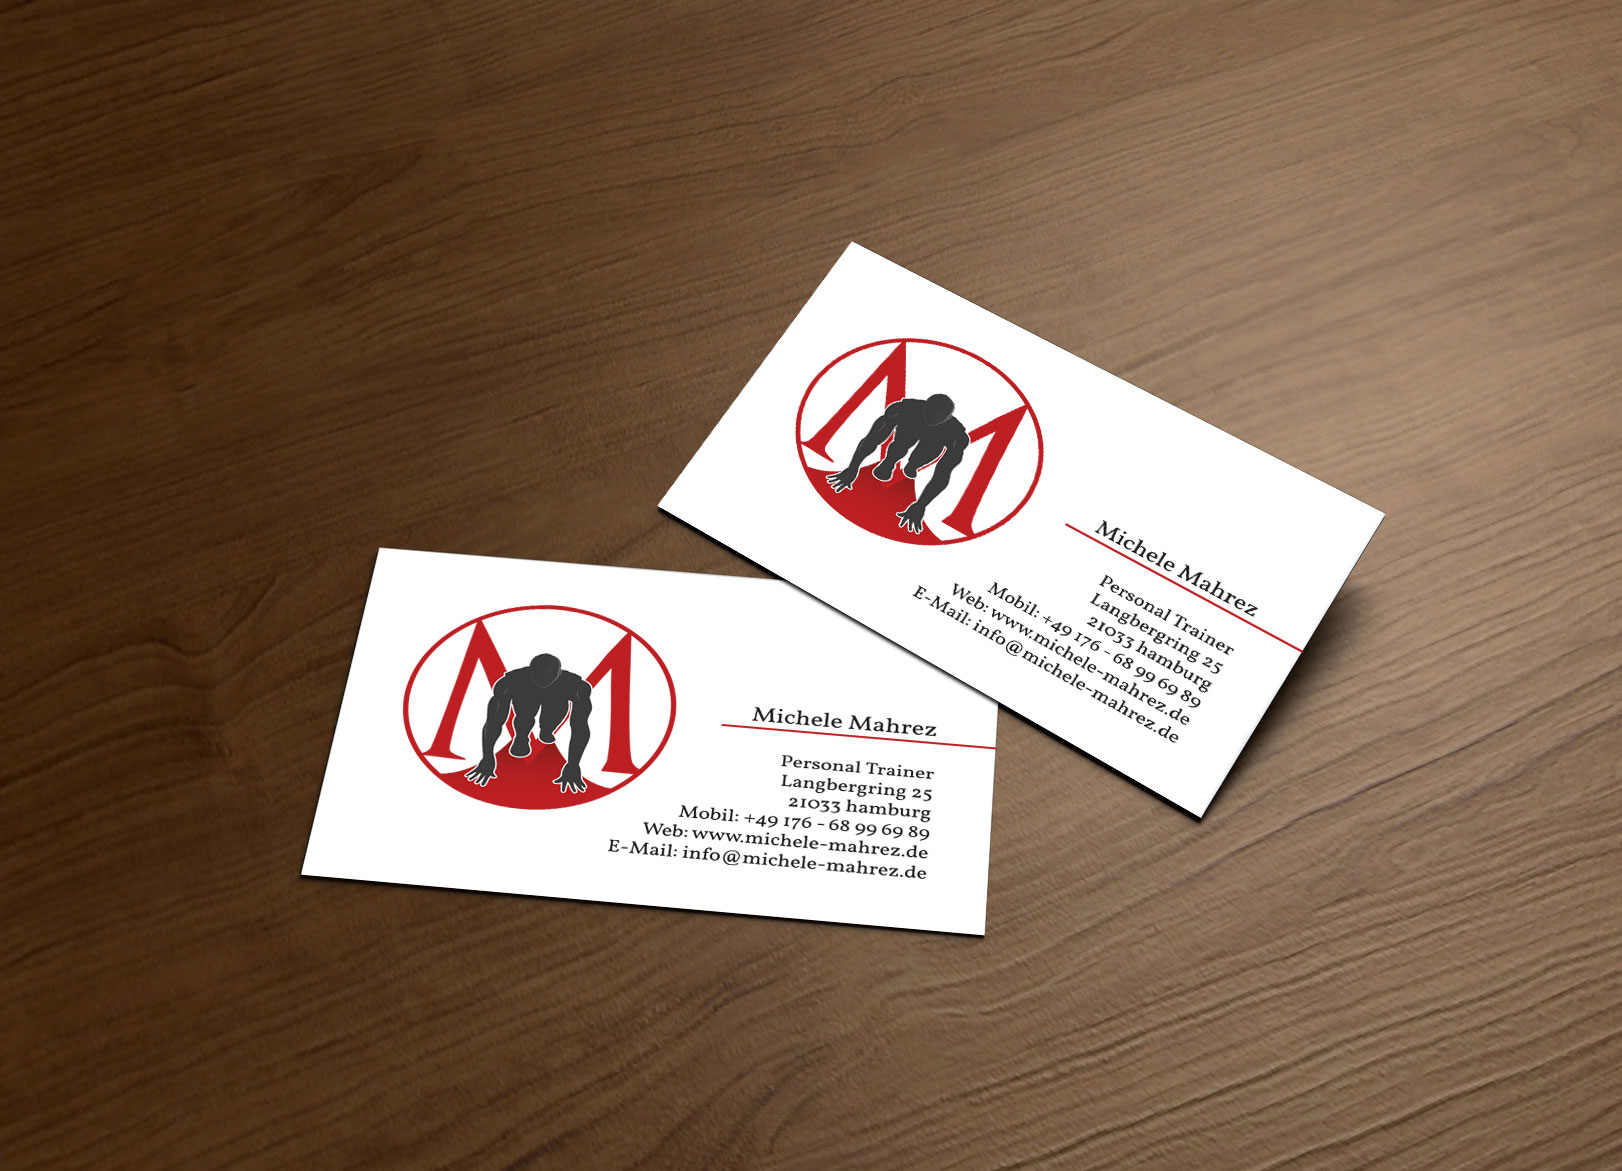 M
Michele Mahrez
Personal Trainer
Langbergring 25
21033 hamburg
Mobil: +49 176 - 68 99 69 89
Web: www.michele-mahrez.de
E-Mail: info@michele-mahrez.de
M
Michele Mahrez
Personal Trainer
Langbergring 25
21033 hamburg
Mobil: +49 176 - 68 99 69 89
Web: www.michele-mahrez.de
E-Mail: info@michele-mahrez.de